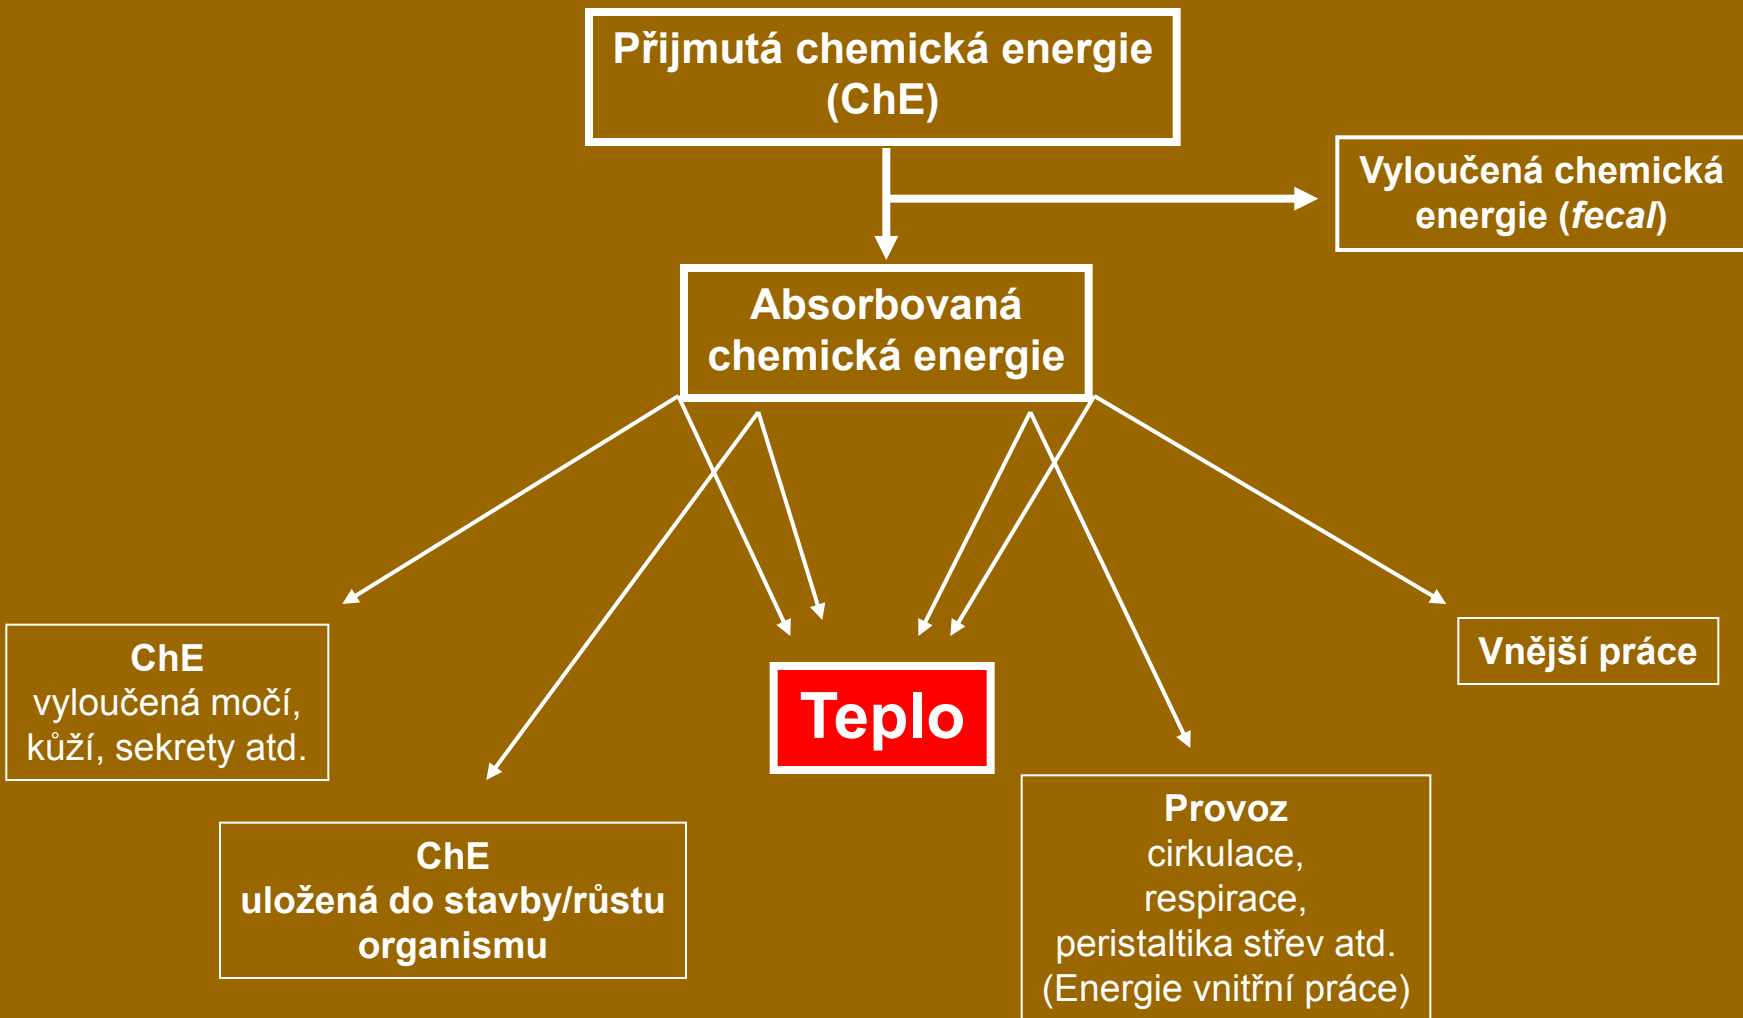 Přijmutá chemická energie
(ChE)
Vyloučená chemická
energie (fecal)
Absorbovaná
chemická energie
ChE
vyloučená močí,
kůží, sekrety atd.
ChE
uložená do stavby/růstu
organismu
Teplo
Provoz
cirkulace,
respirace,
peristaltika střev atd.
(Energie vnitřní práce)
Vnější práce